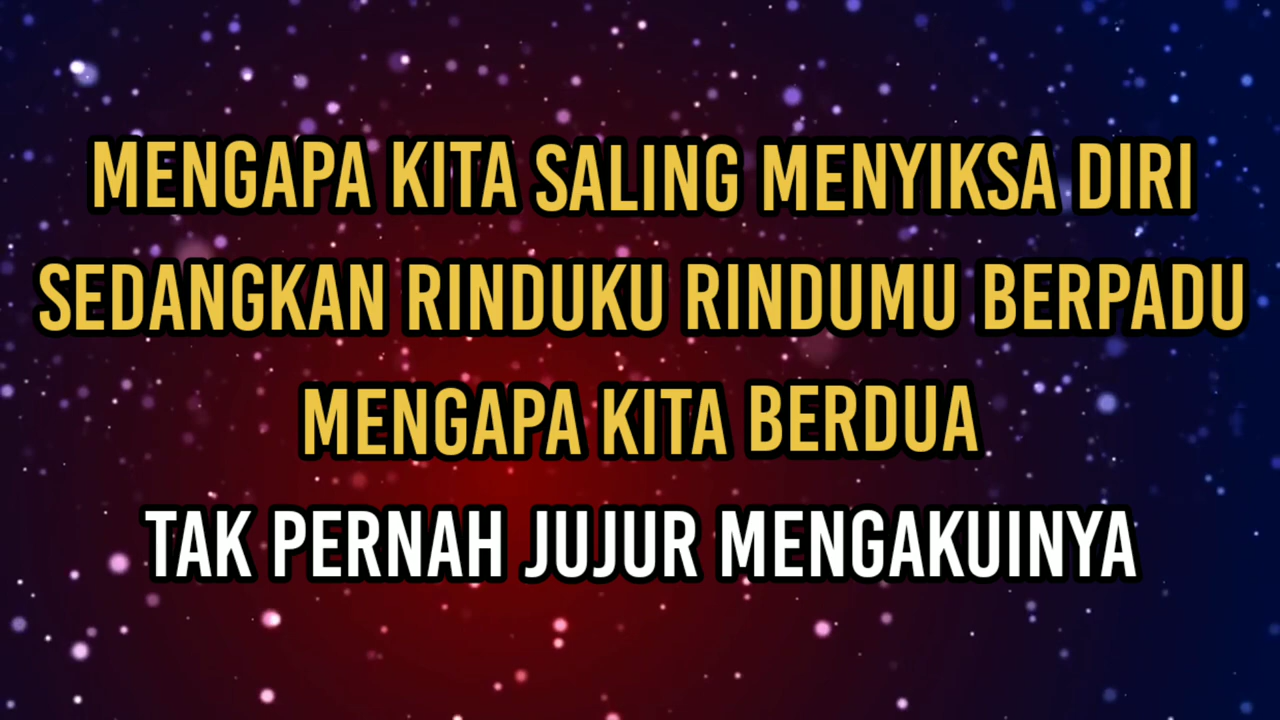 MENGAPA KITA SALING MENYIKSA DIRI
SEDANGKAN RINDUKU RINDUMU BERPADU
MENGAPA KITA BERDUA
TAK PERNAH JUJUR MENGAKUINYA